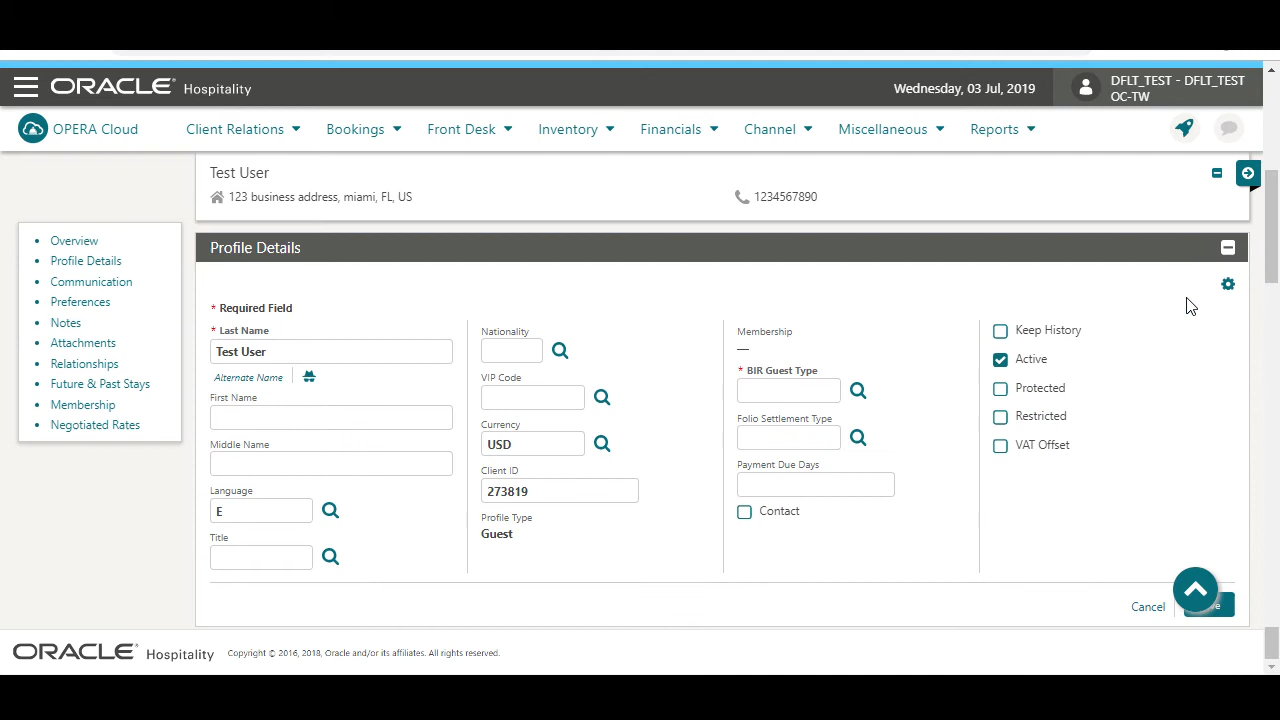 ORACLE Hospitality
Wednesday, 03 Jul, 2019
DFLT_TEST - DFLT_TEST
OC-TW
OPERA Cloud
Client Relations
Bookings
Front Desk
Inventory
Financials
Channel
Miscellaneous
Reports
Test User
123 business address, miami, FL, US
1234567890
Overview
Profile Details
Communication
Preferences
Notes
Attachments
Relationships
Future & Past Stays
Membership
Negotiated Rates
Profile Details
* Required Field
* Last Name
Test User
Alternate Name
First Name
Middle Name
Language
E
Title
Nationality
VIP Code
Currency
USD
Client ID
273819
Profile Type
Guest
Membership
—
* BIR Guest Type
Folio Settlement Type
Payment Due Days
Contact
Keep History
Active
Protected
Restricted
VAT Offset
Cancel
ORACLE Hospitality
Copyright © 2016, 2018, Oracle and/or its affiliates. All rights reserved.